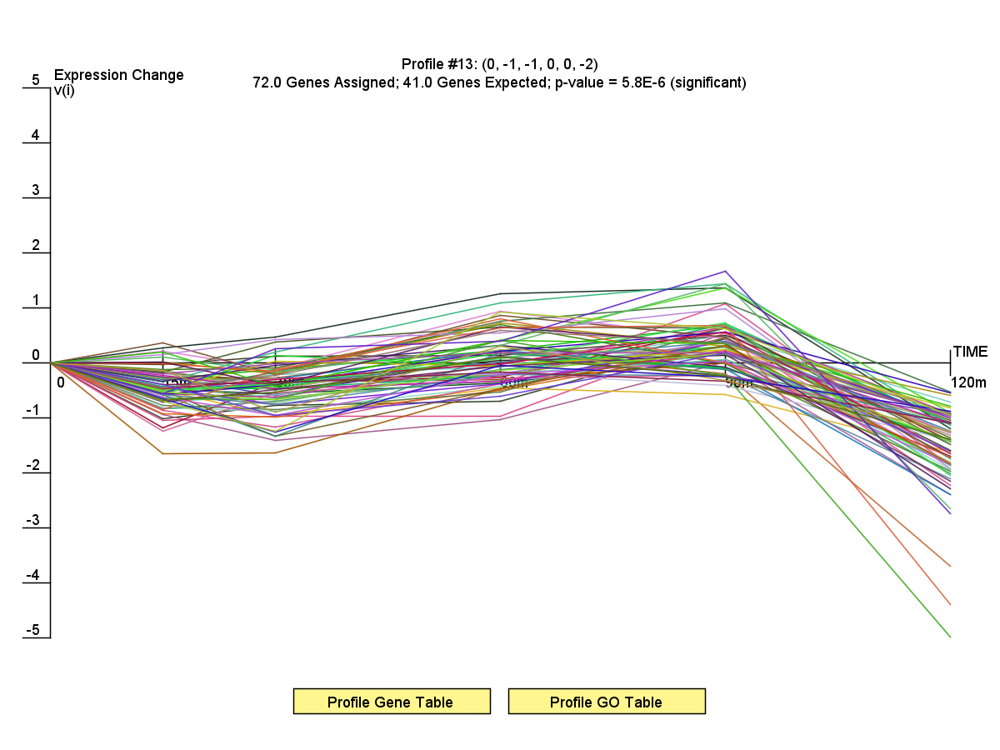 Profile #13: (0, -1, -1, 0, 0, -2)
72.0 Genes Assigned; 41.0 Genes Expected; p-value = 5.8E-6 (significant)
Expression Change
v(i)
5
4
3
2
1
0
-1
-2
-3
-4
-5
TIME
0
120m
Profile Gene Table
Profile GO Table